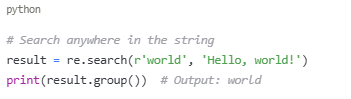 python
# Search anywhere in the string
result = re.search(r'world', 'Hello, world!')
print(result.group())  # Output: world